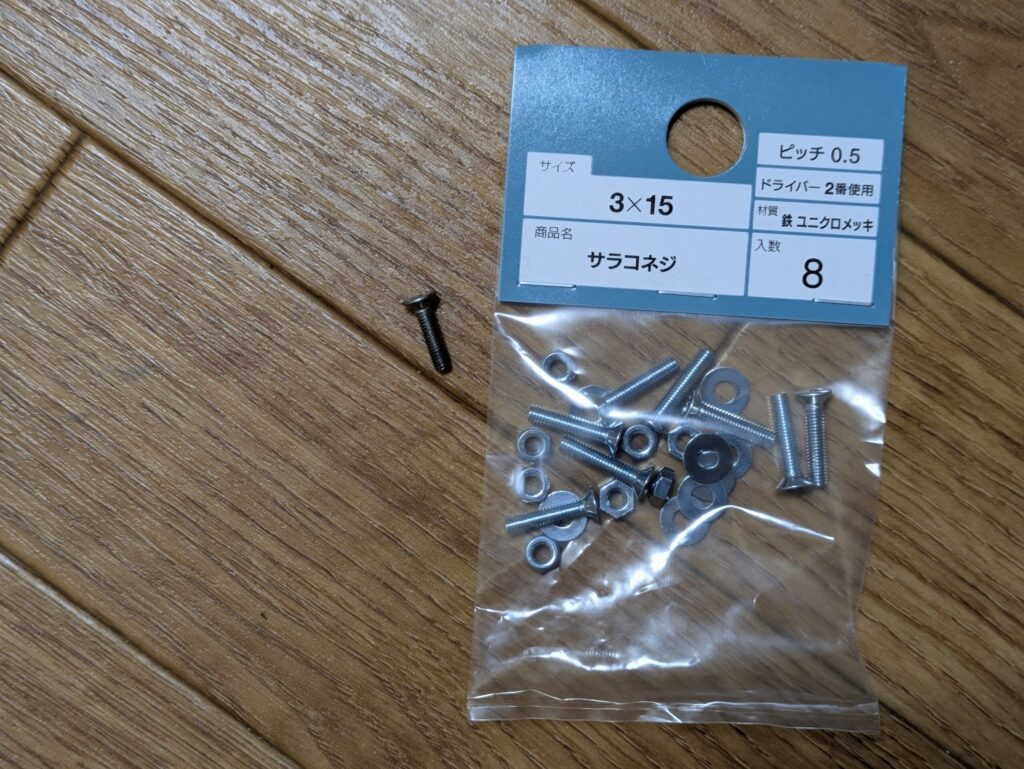 サイズ
3×15
商品名
サラコネジ
ピッチ 0.5
ドライバー 2番使用
材質 鉄 ユニクロメッキ
入数
8